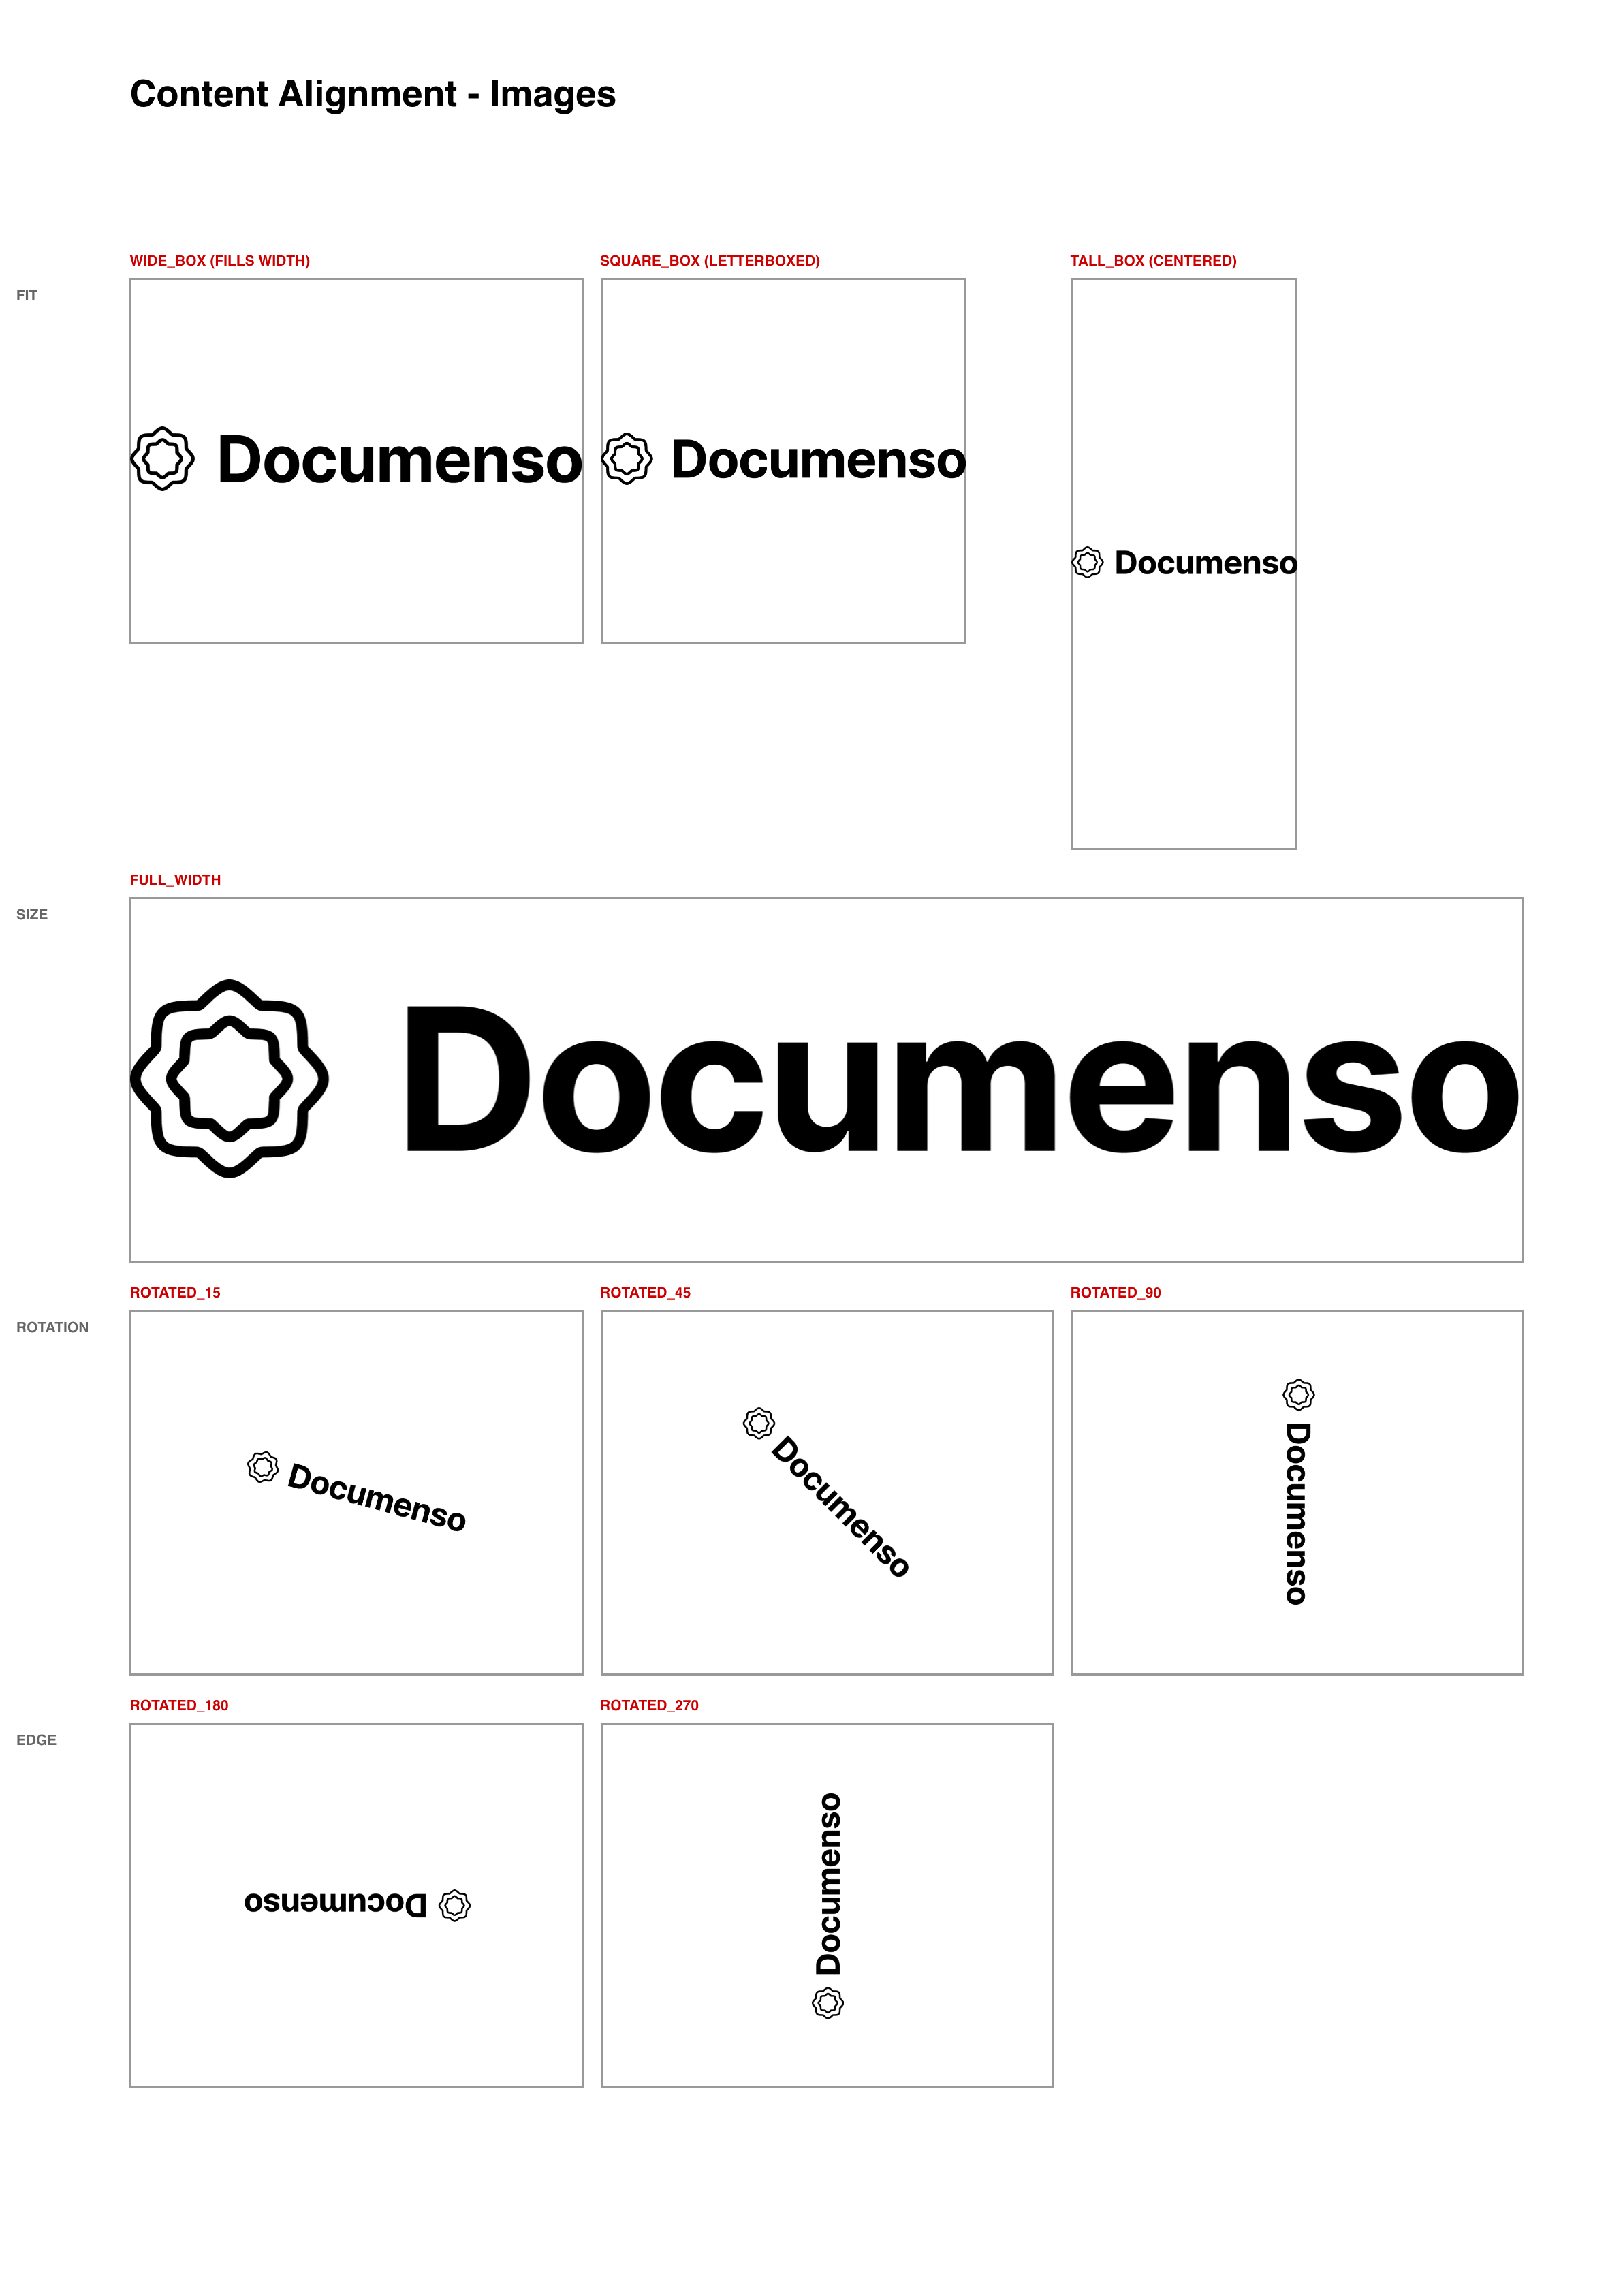 Content Alignment - Images
WIDE_BOX (FILLS WIDTH)
SQUARE_BOX (LETTERBOXED)
TALL_BOX (CENTERED)
FIT
Documenso
Documenso
Documenso
FULL_WIDTH
SIZE
Documenso
ROTATED_15
ROTATED_45
ROTATED_90
ROTATION
Documenso
Documenso
Documenso
ROTATED_180
ROTATED_270
EDGE
Documenso
Documenso